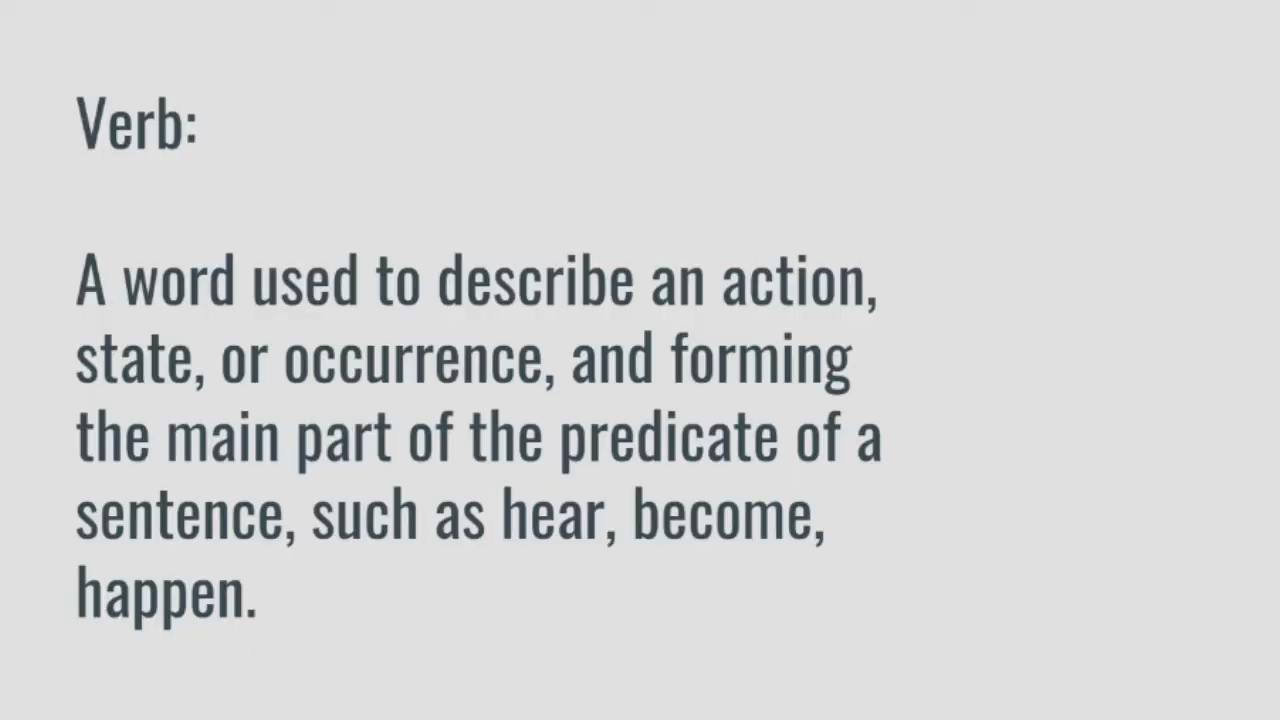 Verb:
A word used to describe an action,
state, or occurrence, and forming
the main part of the predicate of a
sentence, such as hear, become,
happen.